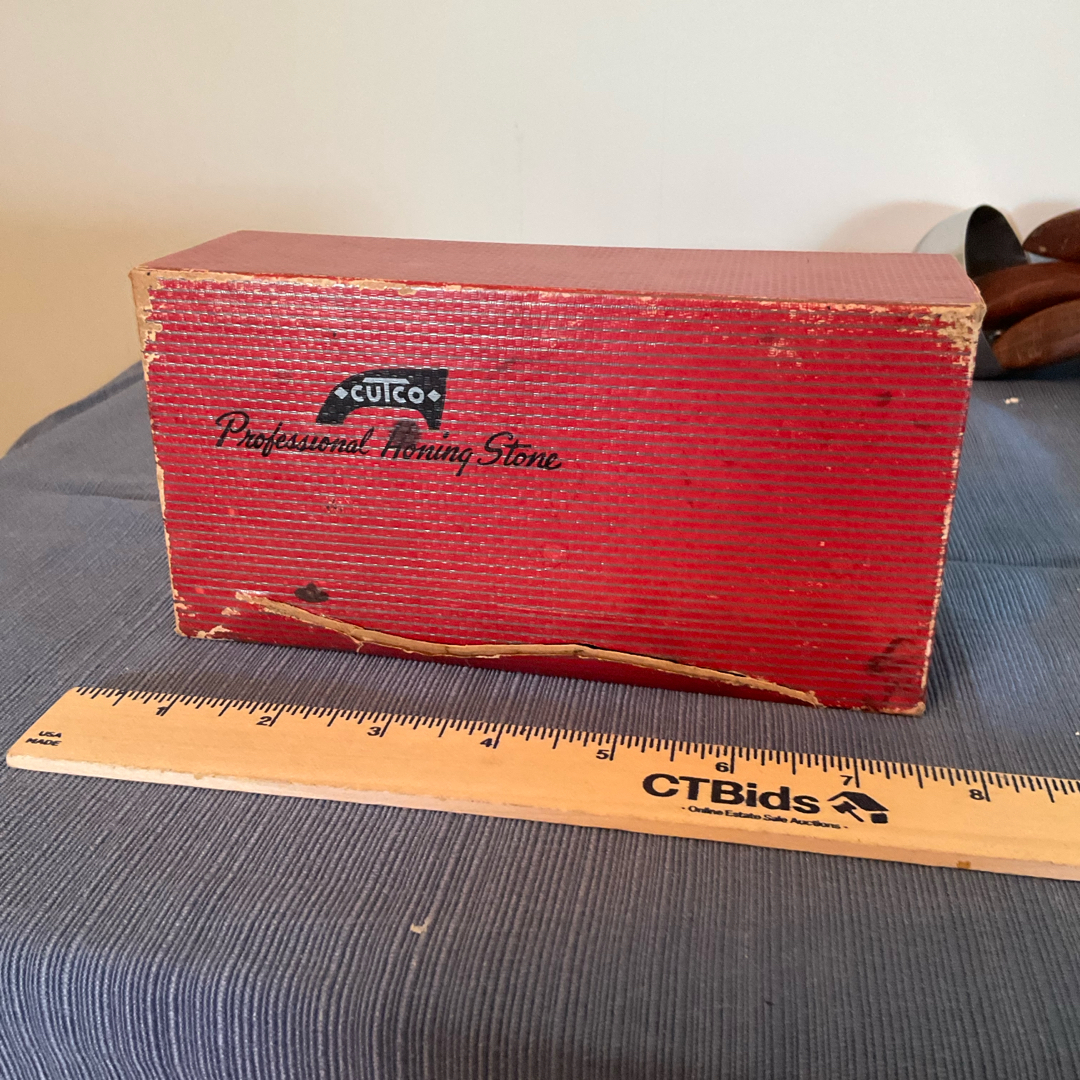 CUTCO
Professional Honing Stone
1 2 3 4 5 6 7 8
USA
MADE
CTBids
- Online Estate Sale Auctions -